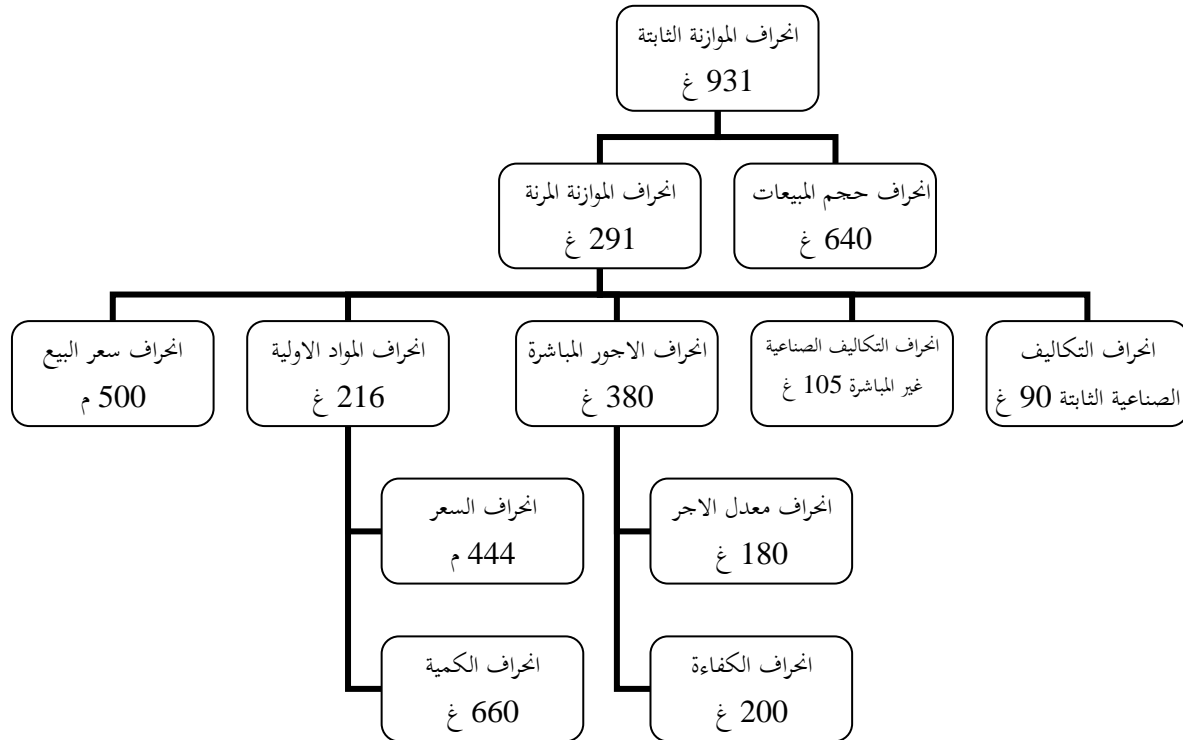 انحراف الموازنة الثابتة
931 غ
انحراف حجم المبيعات
640 غ
انحراف الموازنة المرنة
291 غ
انحراف التكاليف
الصناعية الثابتة 90 غ
انحراف التكاليف الصناعية
غير المباشرة 105 غ
انحراف الاجور المباشرة
380 غ
انحراف المواد الاولية
216 غ
انحراف سعر البيع
500 م
انحراف معدل الاجر
180 غ
انحراف السعر
444 م
انحراف الكفاءة
200 غ
انحراف الكمية
660 غ